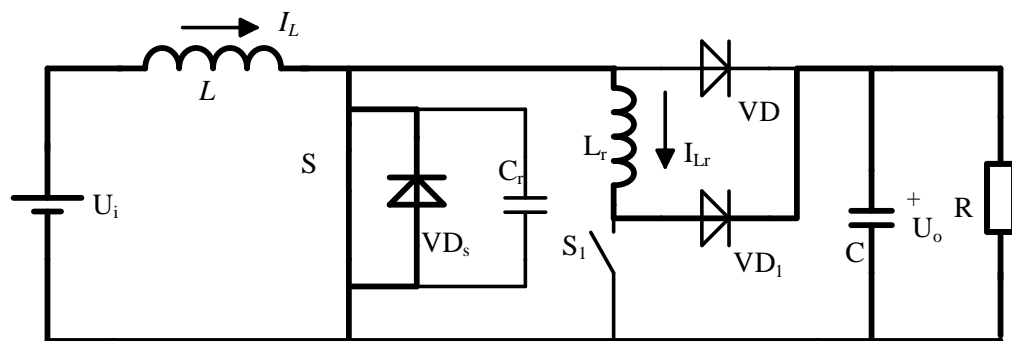 I_L
L
VD
S
L_r
I_Lr
C_r
U_i
+
R
VD_s
S_1
VD_1
C
U_o